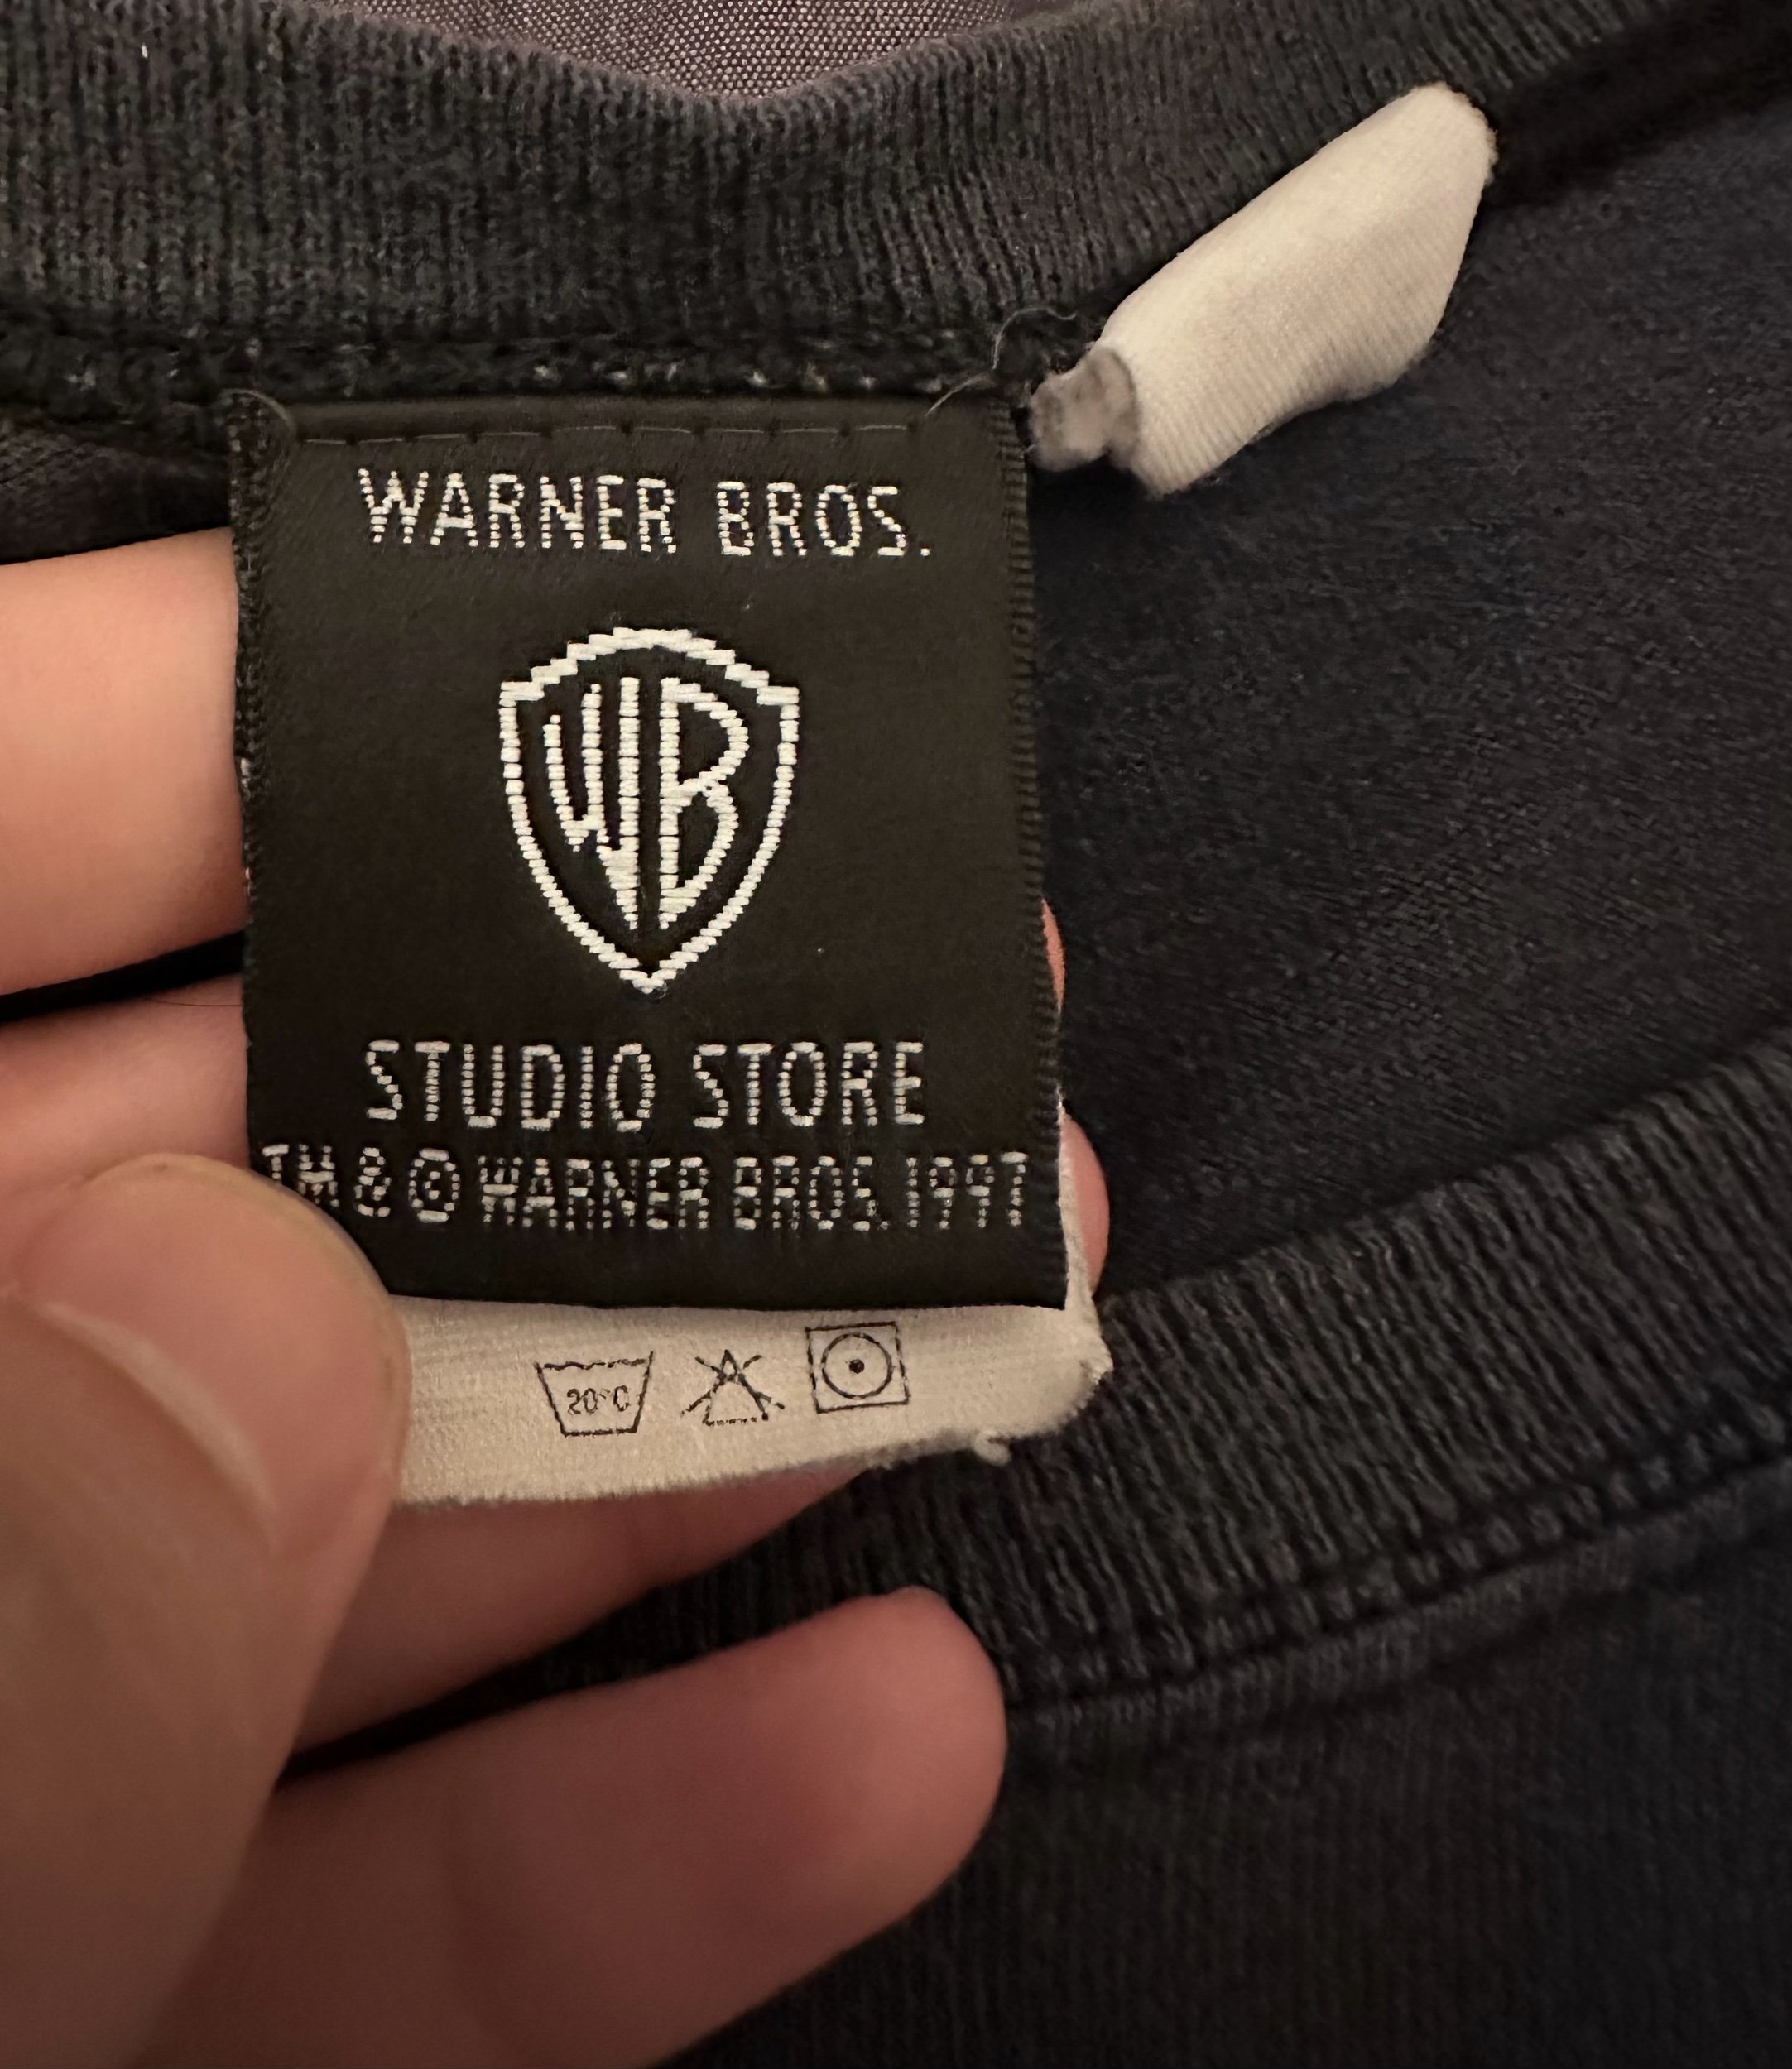 WARNER BROS.
WB
STUDIO STORE
TM & © WARNER BROS. 1997
20°C